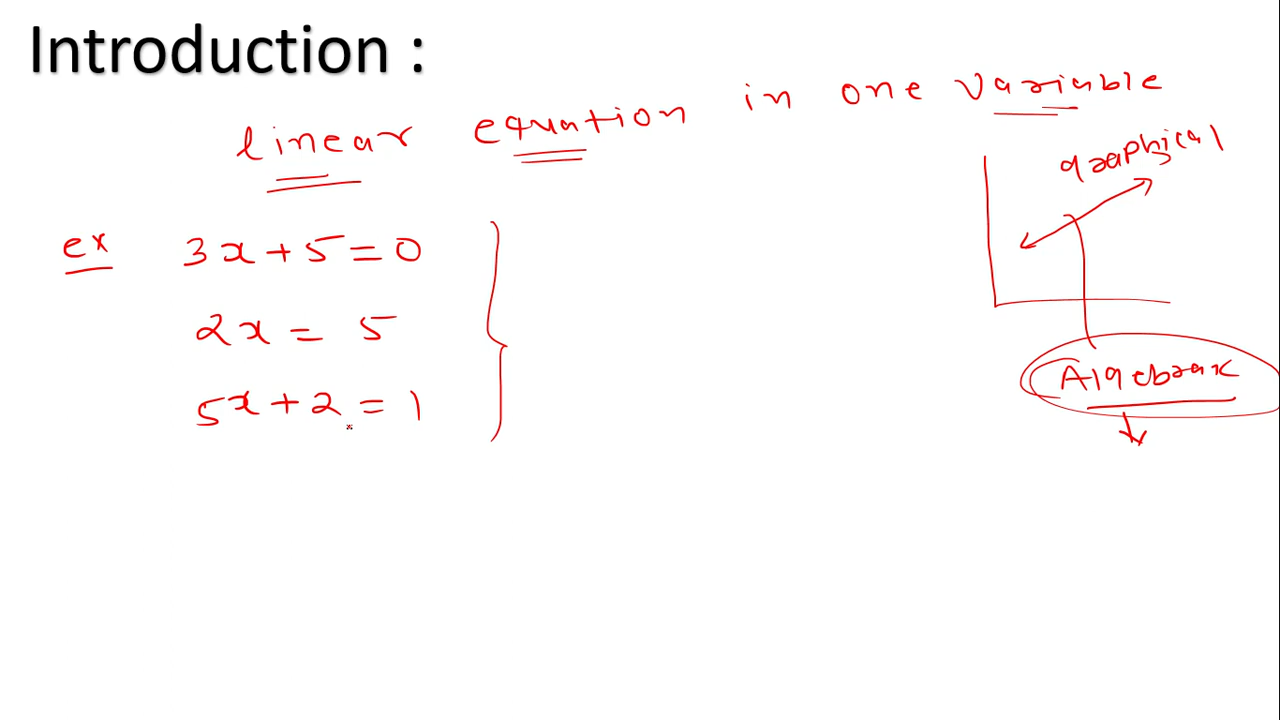 Introduction :
linear equation in one variable
graphical
ex 3x+5=0
2x = 5
5x+2=1
Algebraic